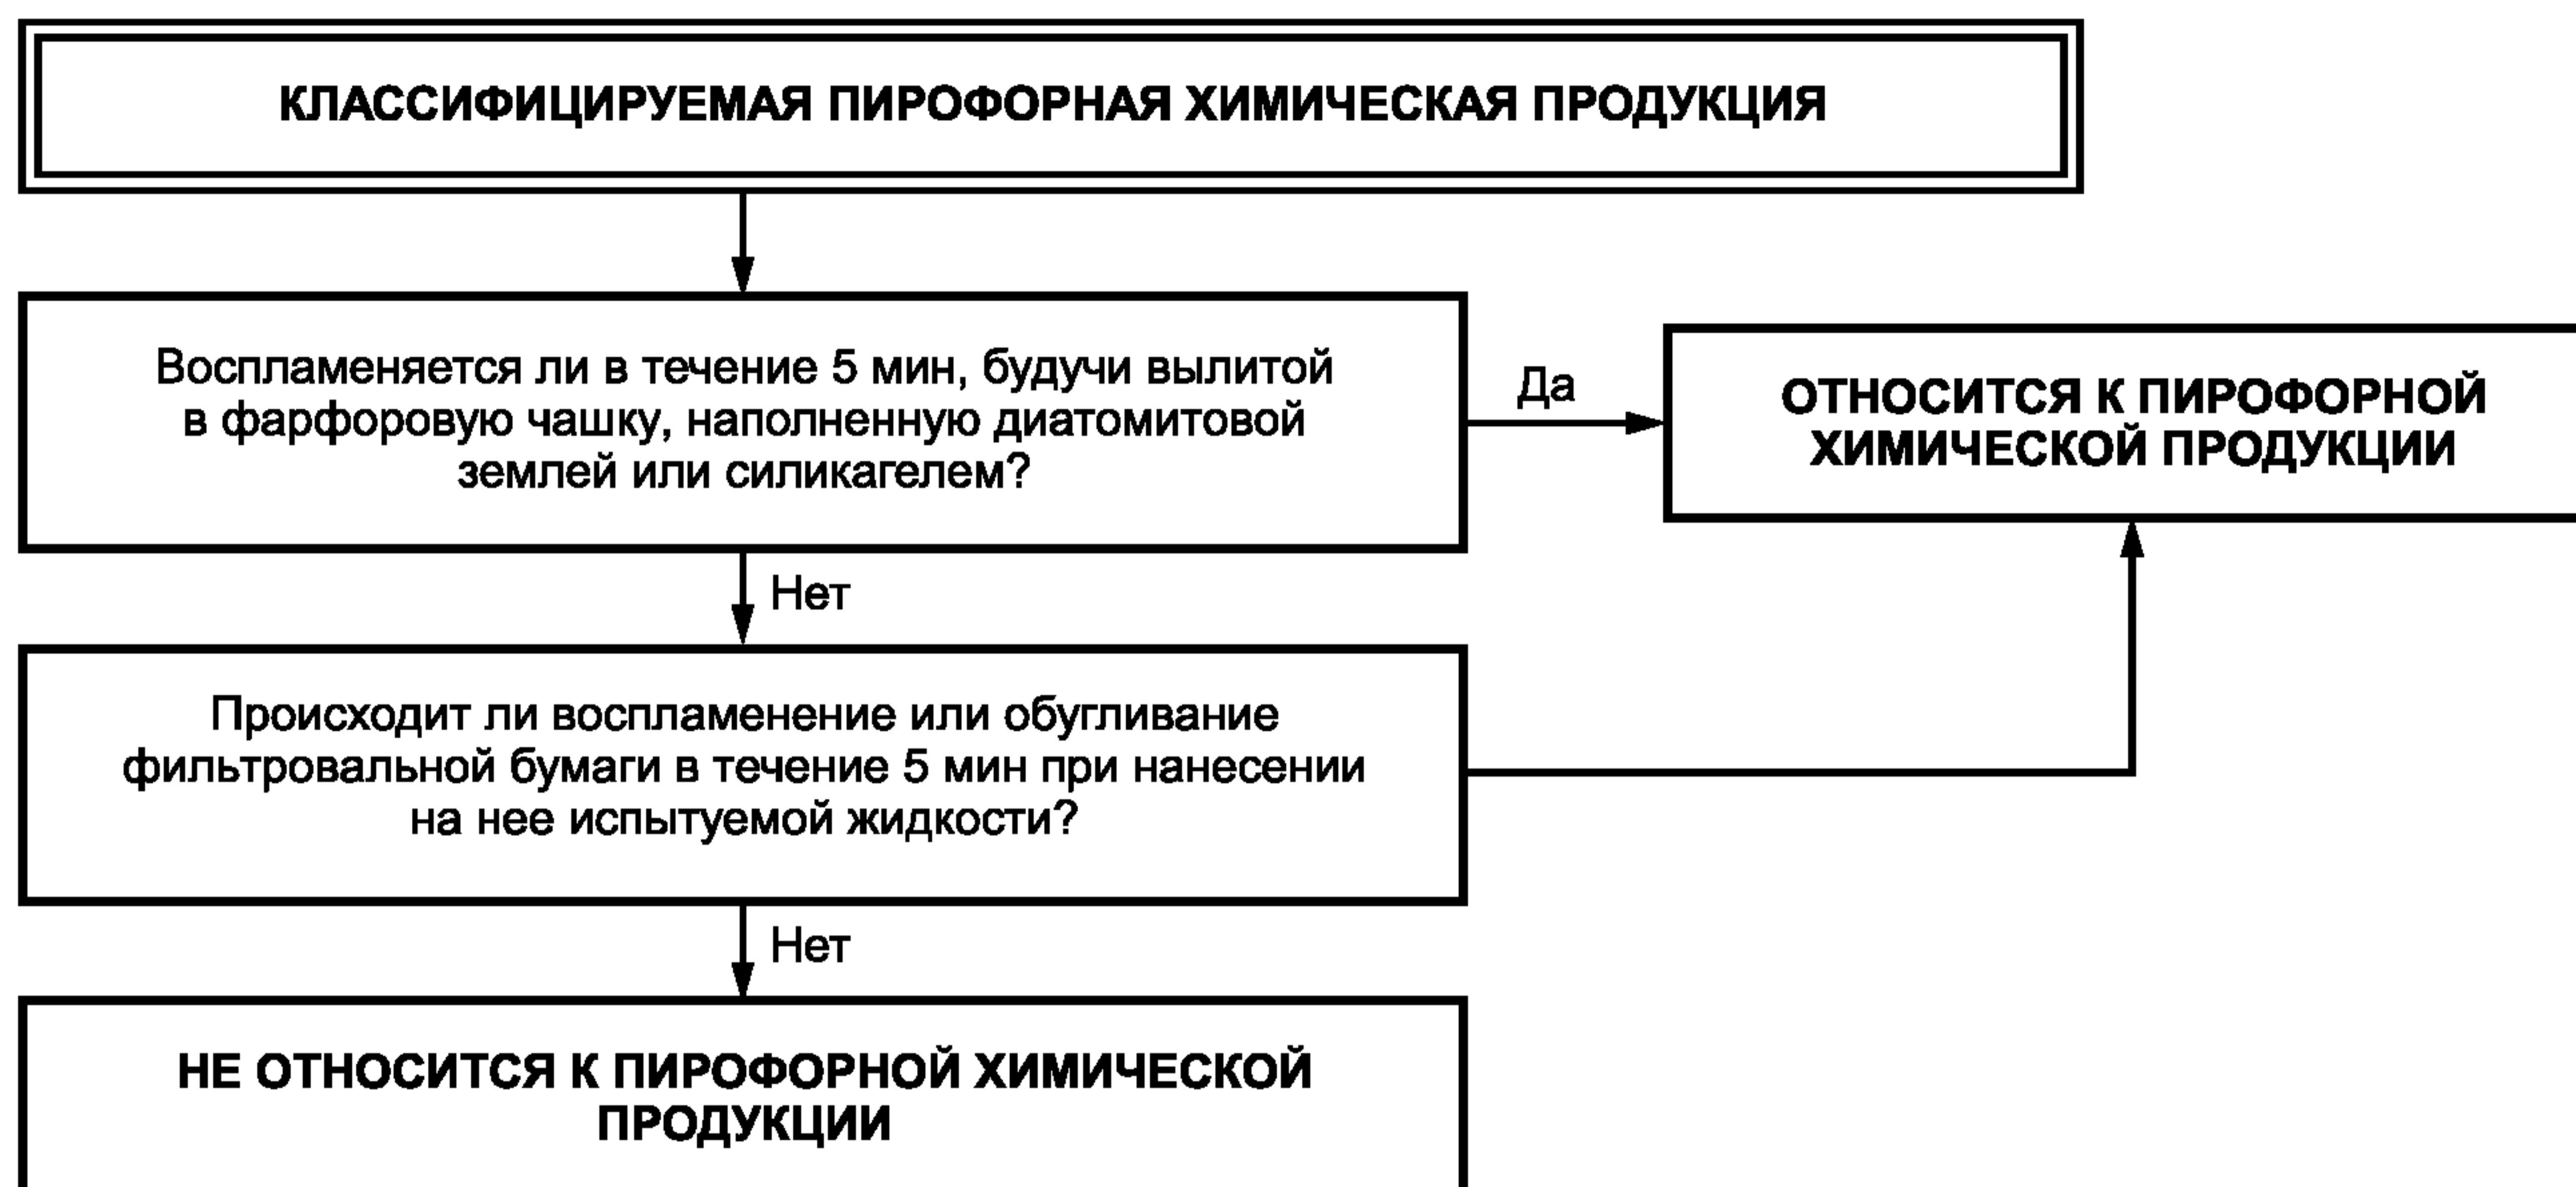 КЛАССИФИЦИРУЕМАЯ ПИРОФОРНАЯ ХИМИЧЕСКАЯ ПРОДУКЦИЯ
Воспламеняется ли в течение 5 мин, будучи вылитой
в фарфоровую чашку, наполненную диатомитовой
землей или силикагелем?
Да
ОТНОСИТСЯ К ПИРОФОРНОЙ
ХИМИЧЕСКОЙ ПРОДУКЦИИ
Нет
Происходит ли воспламенение или обугливание
фильтровальной бумаги в течение 5 мин при нанесении
на нее испытуемой жидкости?
Нет
НЕ ОТНОСИТСЯ К ПИРОФОРНОЙ ХИМИЧЕСКОЙ
ПРОДУКЦИИ